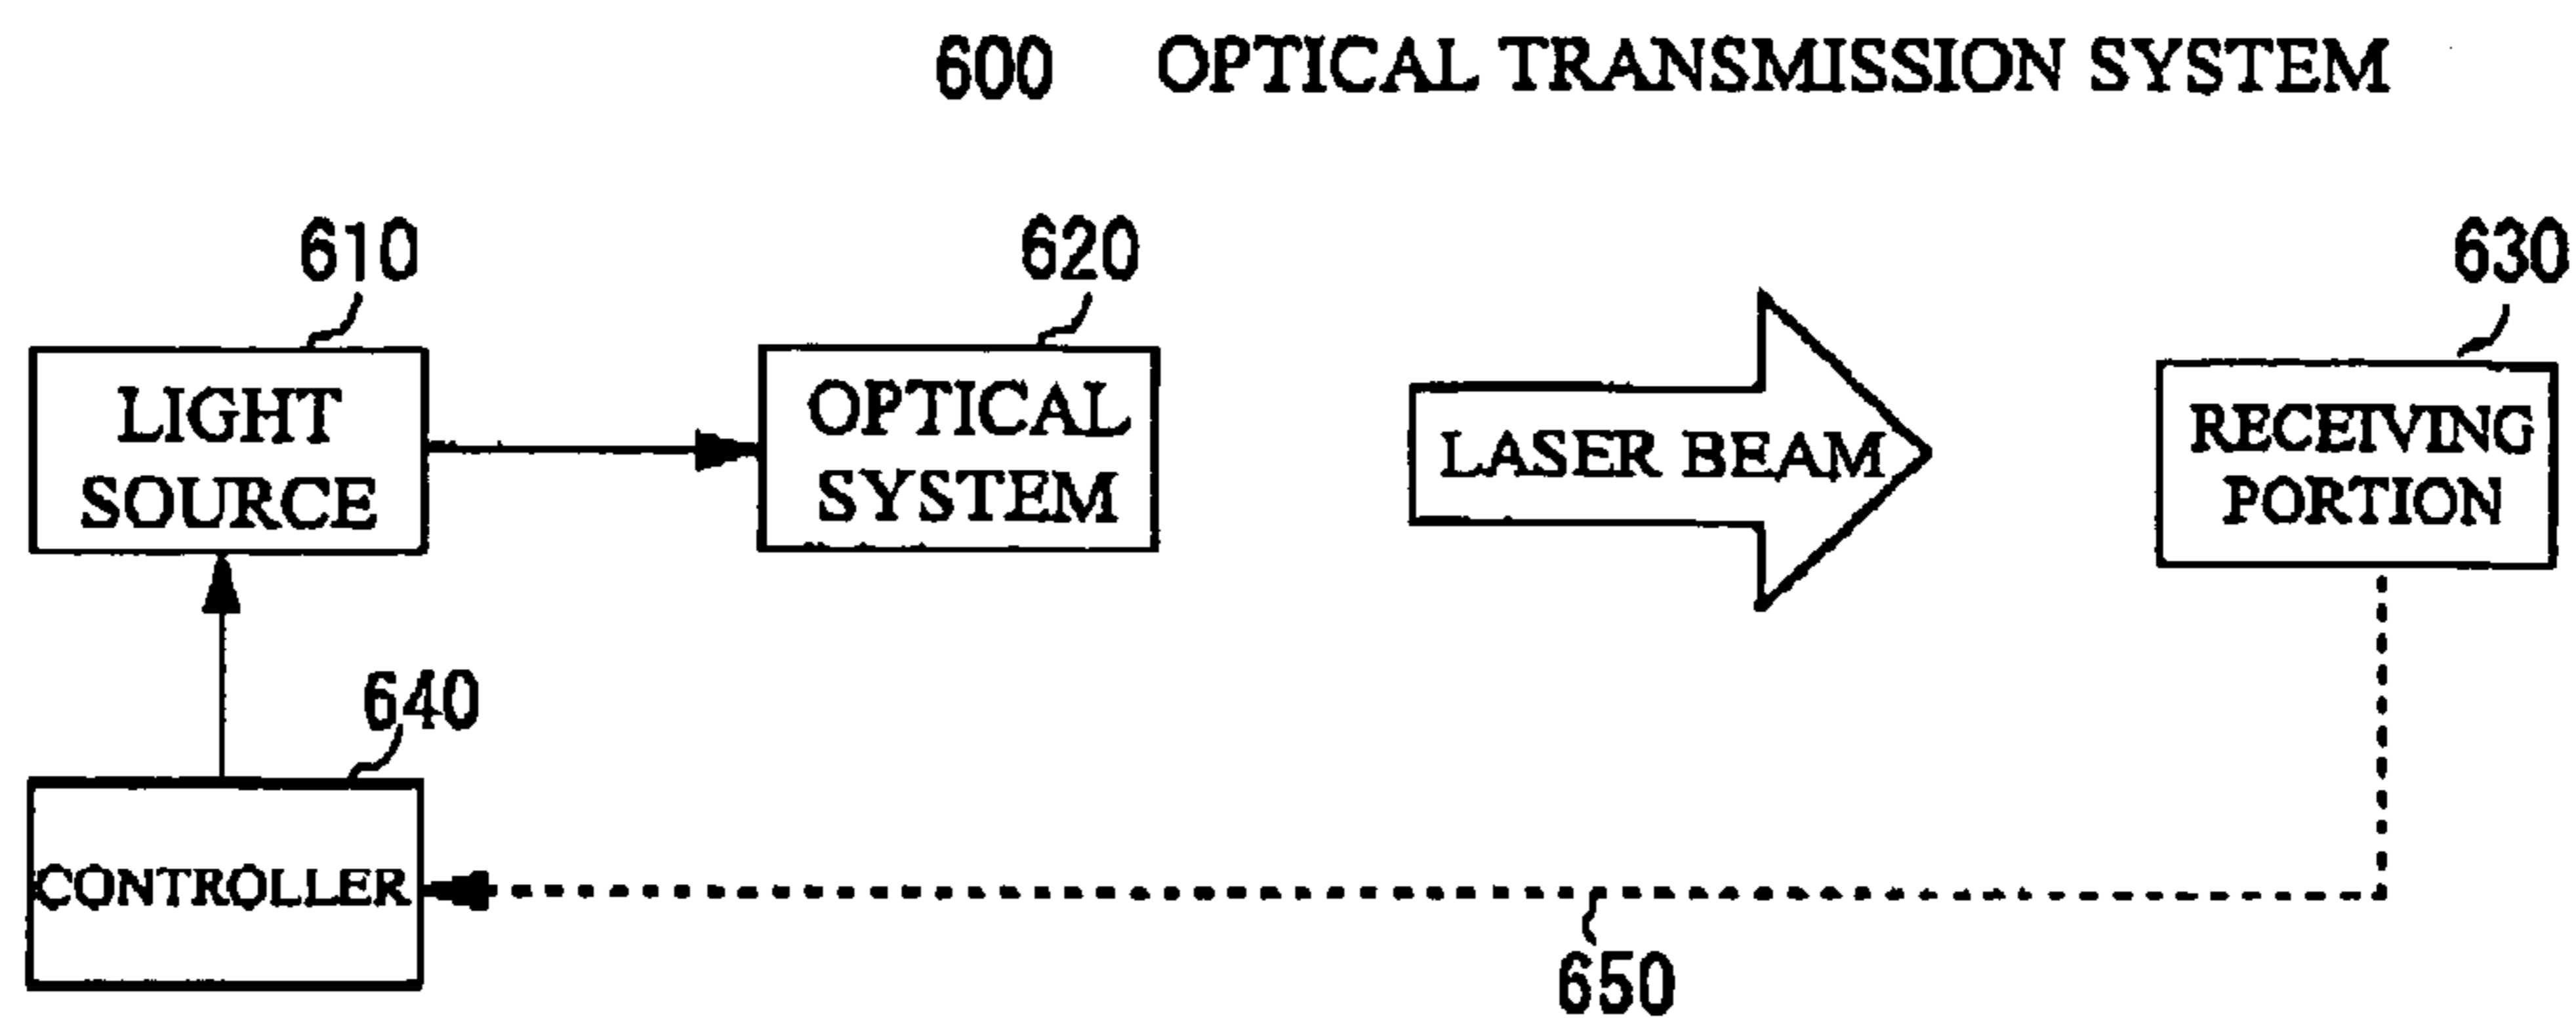 600 OPTICAL TRANSMISSION SYSTEM
610
620
630
LIGHT
SOURCE
OPTICAL
SYSTEM
LASER BEAM
RECEIVING
PORTION
640
CONTROLLER
650